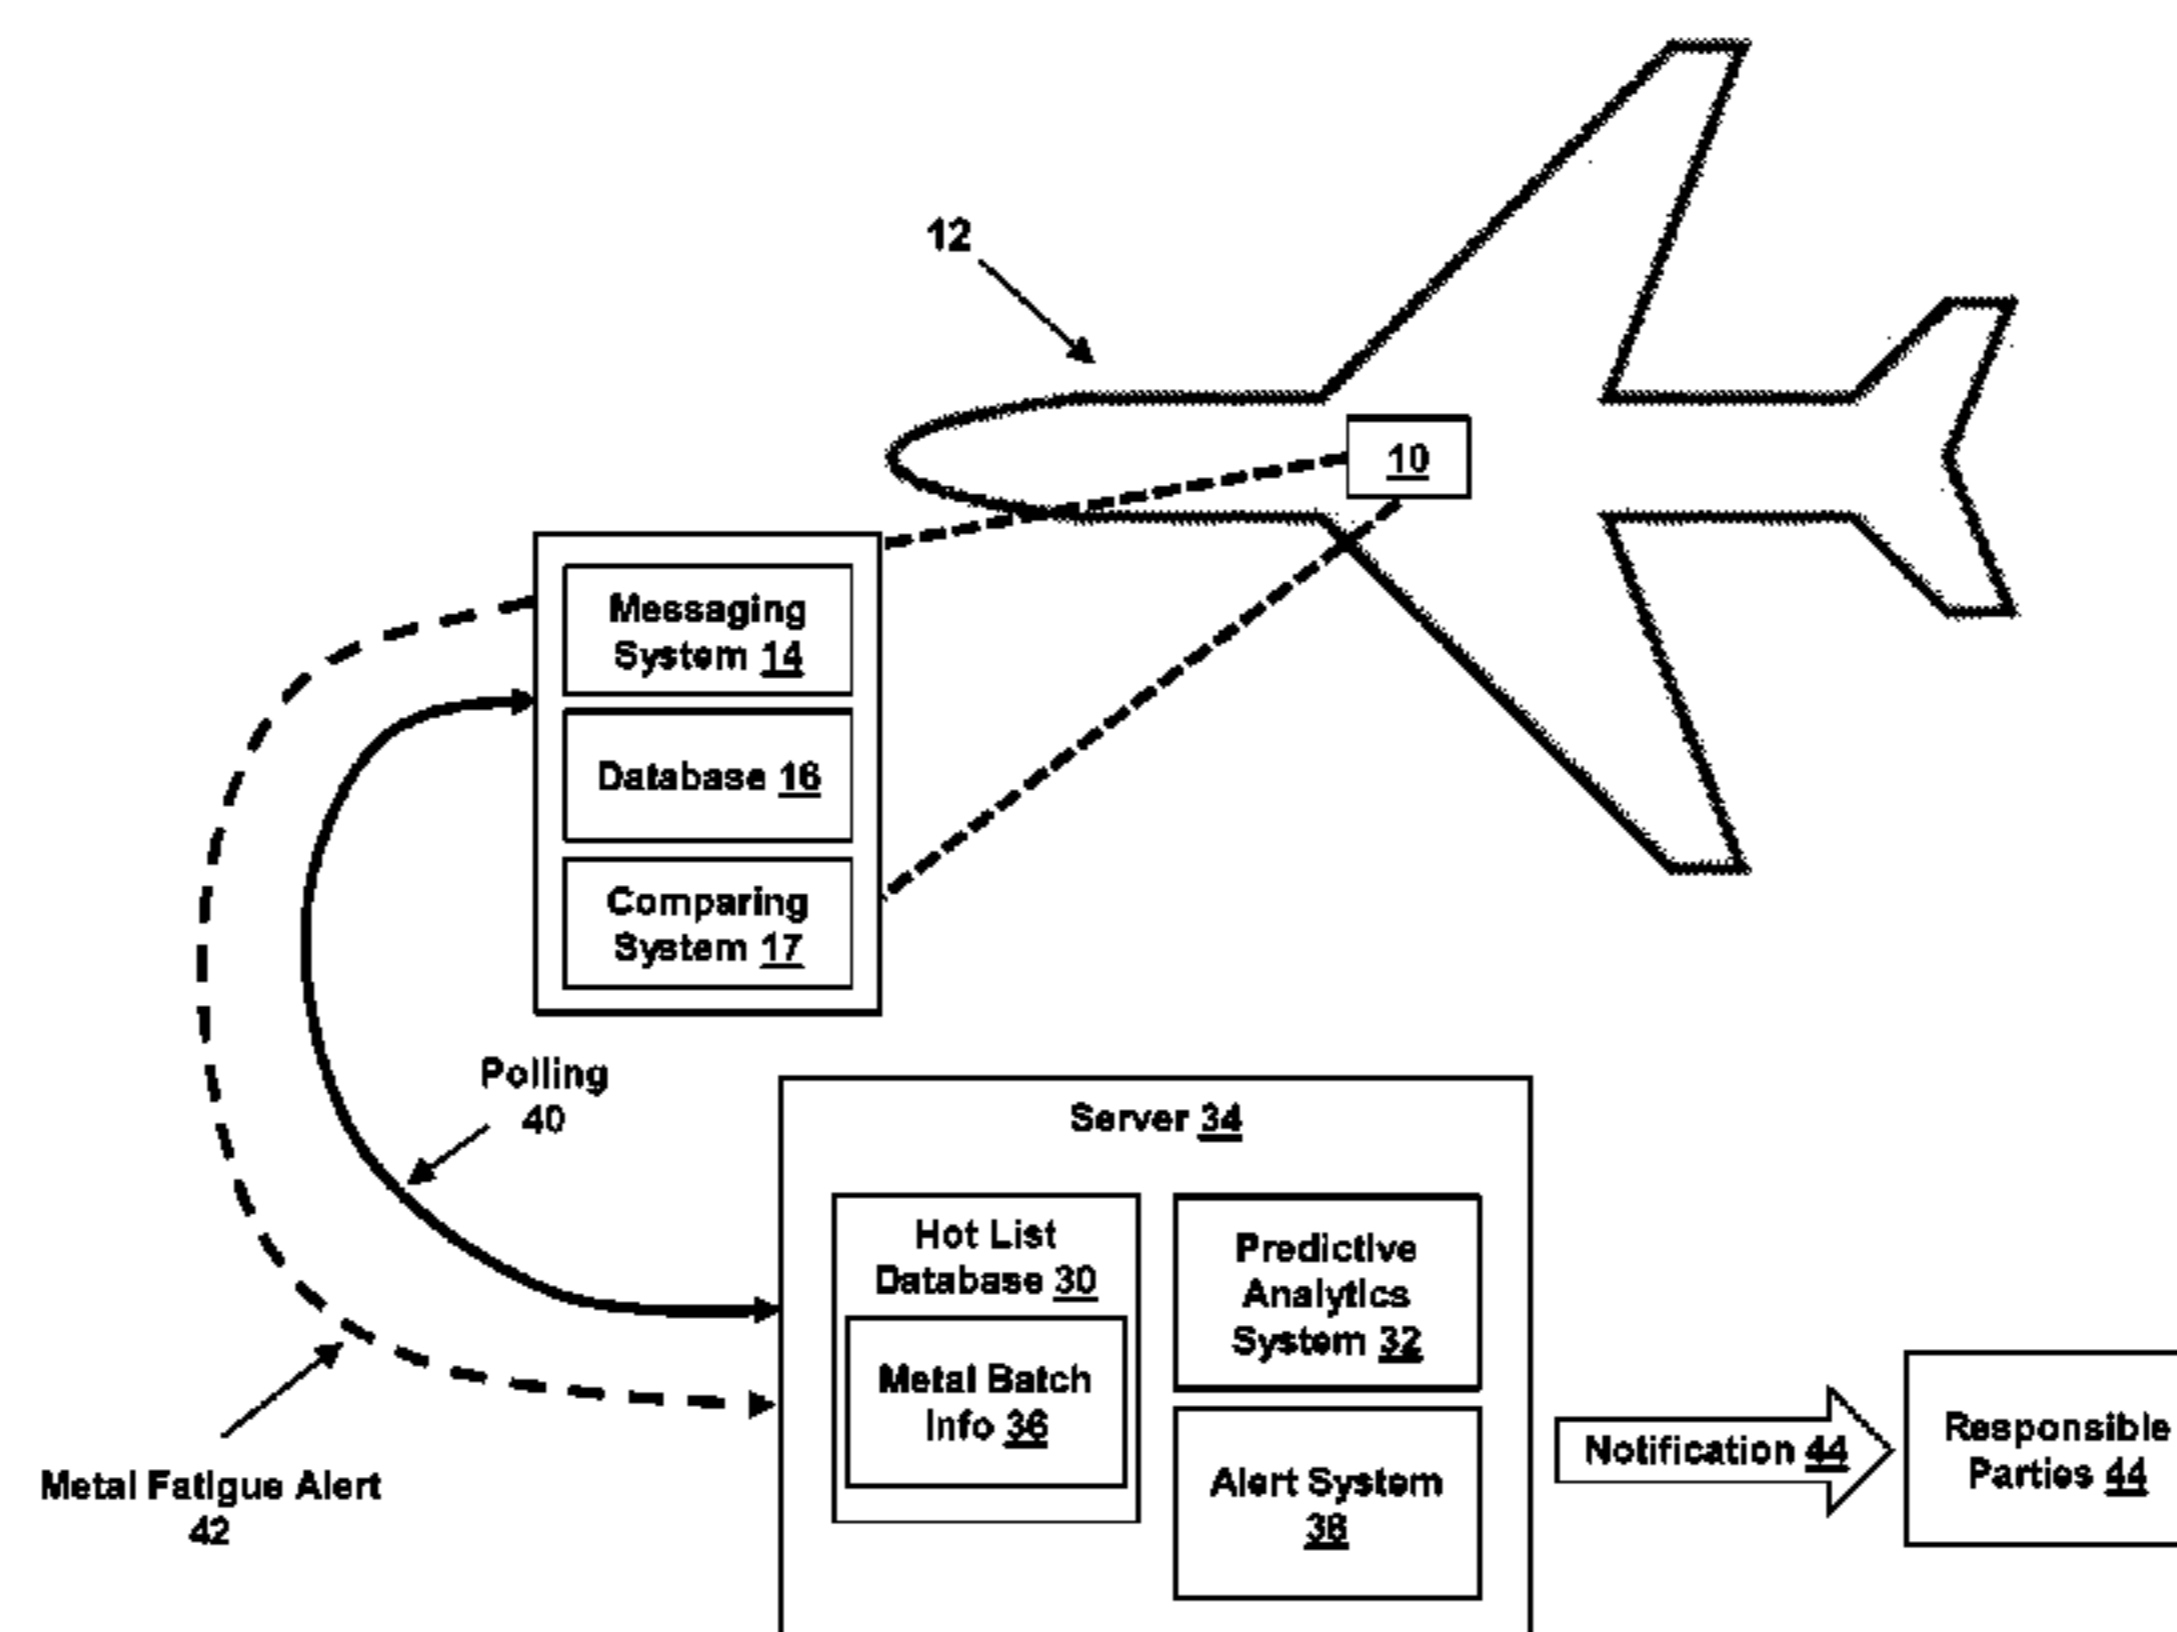 12
10
Messaging
System 14
Database 16
Comparing
System 17
Polling
40
Server 34
Hot List
Database 30
Metal Batch
Info 36
Predictive
Analytics
System 32
Alert System
38
Metal Fatigue Alert
42
Notification 44
Responsible
Parties 44